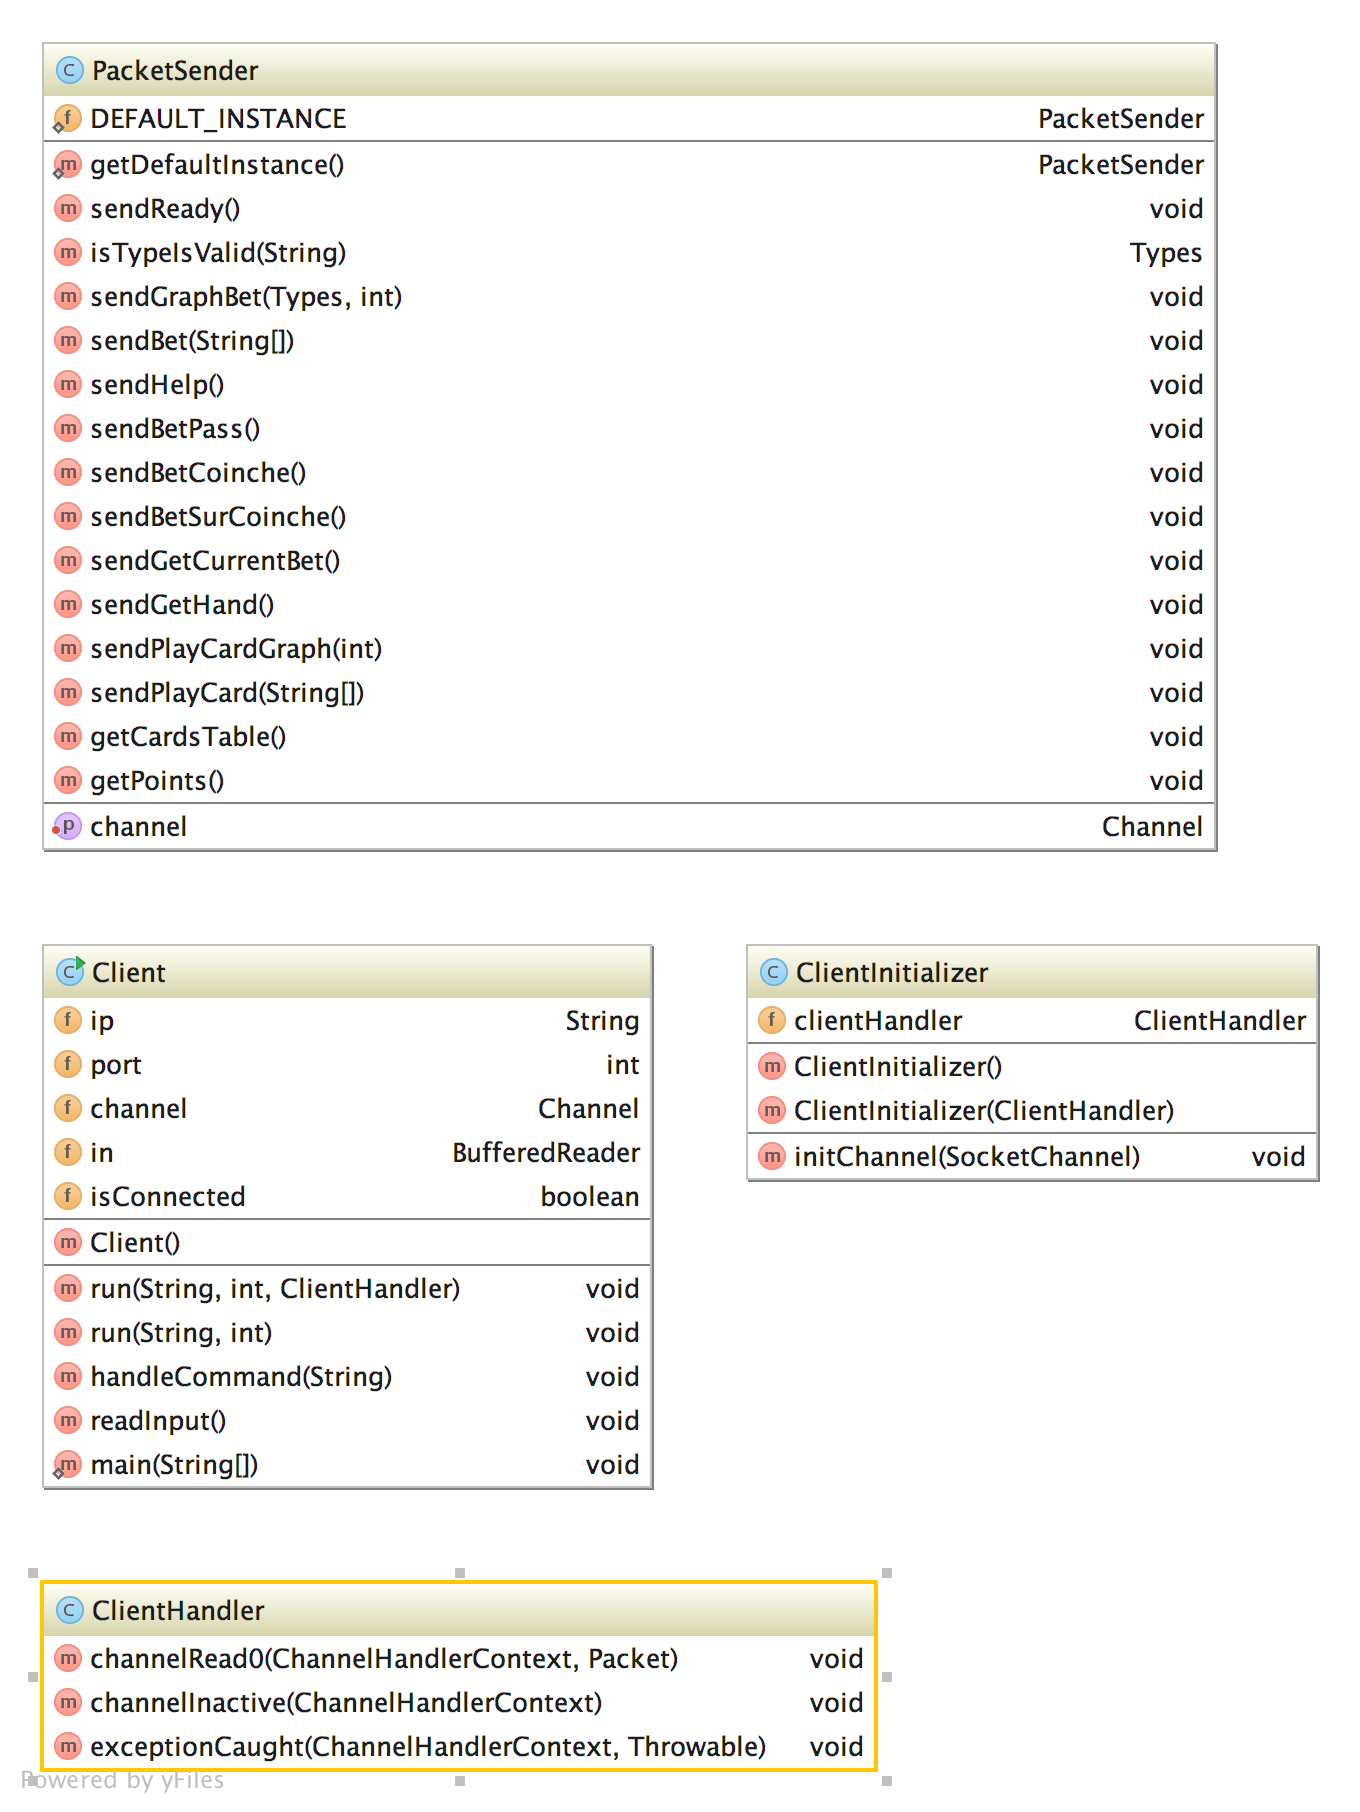 PacketSender
DEFAULT_INSTANCE PacketSender
getDefaultInstance() PacketSender
sendReady() void
isTypeIsValid(String) Types
sendGraphBet(Types, int) void
sendBet(String[]) void
sendHelp() void
sendBetPass() void
sendBetCoinche() void
sendBetSurCoinche() void
sendGetCurrentBet() void
sendGetHand() void
sendPlayCardGraph(int) void
sendPlayCard(String[]) void
getCardsTable() void
getPoints() void
channel Channel
Client
ip String
port int
channel Channel
in BufferedReader
isConnected boolean
Client()
run(String, int, ClientHandler) void
run(String, int) void
handleCommand(String) void
readInput() void
main(String[]) void
ClientInitializer
clientHandler ClientHandler
ClientInitializer()
ClientInitializer(ClientHandler)
initChannel(SocketChannel) void
ClientHandler
channelRead0(ChannelHandlerContext, Packet) void
channelInactive(ChannelHandlerContext) void
exceptionCaught(ChannelHandlerContext, Throwable) void
Powered by yFiles